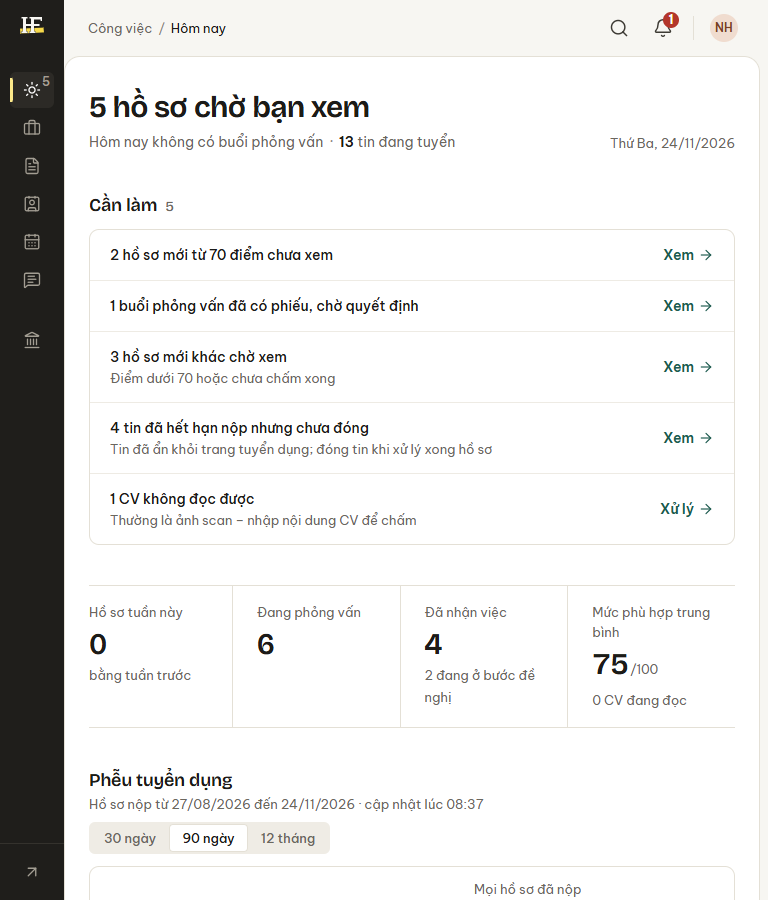 HF
Công việc / Hôm nay
1
NH
5
5 hồ sơ chờ bạn xem
Hôm nay không có buổi phỏng vấn · 13 tin đang tuyển
Thứ Ba, 24/11/2026
Cần làm 5
2 hồ sơ mới từ 70 điểm chưa xem
Xem →
1 buổi phỏng vấn đã có phiếu, chờ quyết định
Xem →
3 hồ sơ mới khác chờ xem
Điểm dưới 70 hoặc chưa chấm xong
Xem →
4 tin đã hết hạn nộp nhưng chưa đóng
Tin đã ẩn khỏi trang tuyển dụng; đóng tin khi xử lý xong hồ sơ
Xem →
1 CV không đọc được
Thường là ảnh scan – nhập nội dung CV để chấm
Xử lý →
Hồ sơ tuần này
0
bằng tuần trước
Đang phỏng vấn
6
Đã nhận việc
4
2 đang ở bước đề
nghị
Mức phù hợp trung
bình
75 /100
0 CV đang đọc
Phễu tuyển dụng
Hồ sơ nộp từ 27/08/2026 đến 24/11/2026 · cập nhật lúc 08:37
30 ngày
90 ngày
12 tháng
Mọi hồ sơ đã nộp